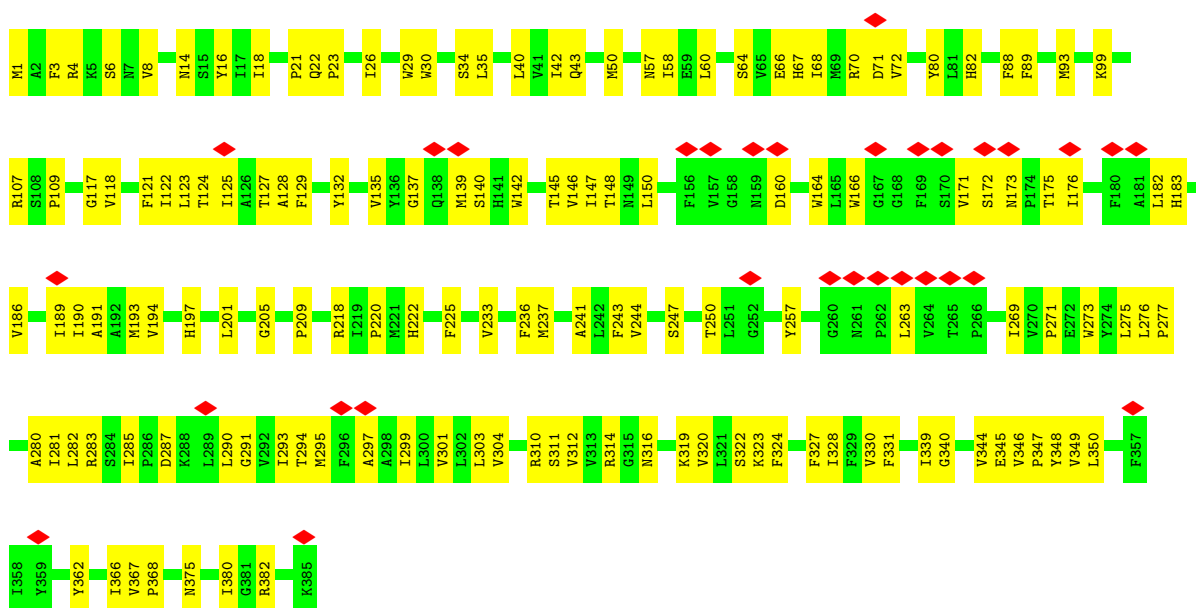 M1 A2 F3 R4 K5 S6 N7 V8 N14 S15 Y16 I17 I18 P21 Q22 P23 I26 W29 W30 S34 L35 L40 V41 I42 Q43 M50 N57 I58 E59 L60 S64 V65 E66 H67 I68 M69 R70 D71 V72 Y80 L81 H82 F88 F89 M93 K99
R107 S108 P109 G117 V118 F121 I122 L123 T124 I125 A126 T127 A128 F129 Y132 V135 Y136 G137 Q138 M139 S140 H141 W142 T145 V146 I147 T148 N149 L150 F156 V157 G158 N159 D160 W164 L165 W166 G167 G168 F169 S170 V171 S172 N173 P174 T175 I176 F180 A181 L182 H183
V186 I189 I190 A191 A192 M193 V194 H197 L201 G205 P209 R218 I219 P220 M221 H222 F225 V233 F236 M237 A241 L242 F243 V244 S247 T250 L251 G252 Y257 G260 N261 P262 L263 V264 T265 P266 I269 V270 P271 E272 W273 Y274 L275 L276 P277
A280 I281 L282 R283 S284 I285 P286 D287 K288 L289 L290 G291 V292 I293 T294 M295 F296 A297 A298 I299 L300 V301 L302 L303 V304 R310 S311 V312 V313 R314 G315 N316 K319 V320 L321 S322 K323 F324 F327 I328 F329 V330 F331 I339 G340 V344 E345 V346 P347 Y348 V349 L350 F357
I358 Y359 Y362 I366 V367 P368 N375 I380 G381 R382 K385